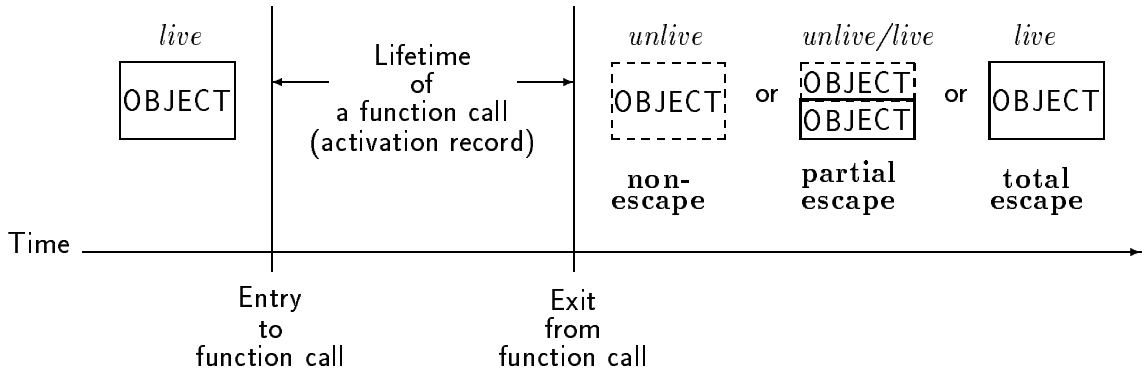 live
unlive
unlive/live
live
OBJECT
Lifetime
of
a function call
(activation record)
OBJECT
or
OBJECT
OBJECT
or
OBJECT
non-
escape
partial
escape
total
escape
Time
Entry
to
function call
Exit
from
function call